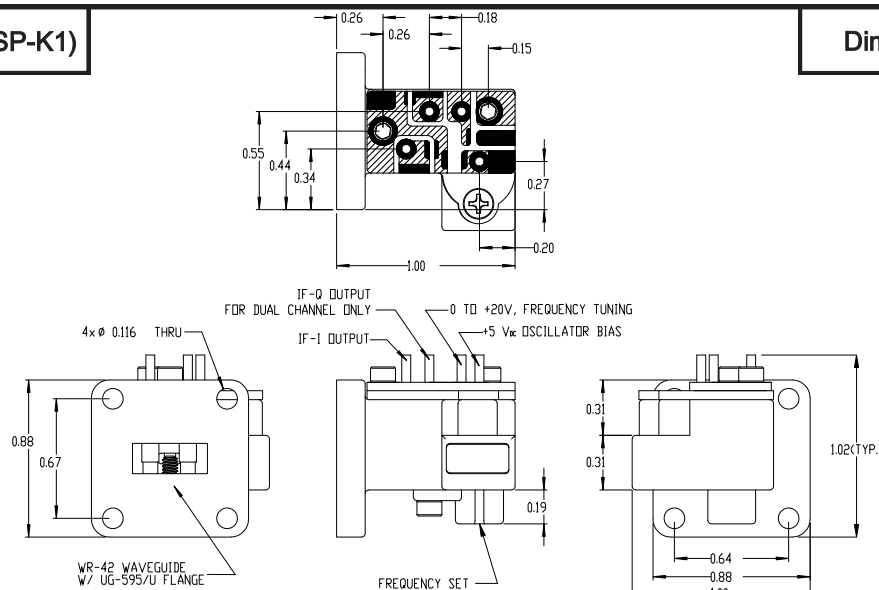 SP-K1)
Din
0.26
0.18
0.26
0.15
0.55
0.44
0.34
0.27
0.20
1.00
IF-Q OUTPUT
FOR DUAL CHANNEL ONLY
0 TO +20V, FREQUENCY TUNING
4x ø 0.116 THRU
IF-I OUTPUT
+5 VDC OSCILLATOR BIAS
0.88
0.67
0.31
0.31
1.02(TYP.
0.19
0.64
0.88
WR-42 WAVEGUIDE
W/ UG-595/U FLANGE
FREQUENCY SET